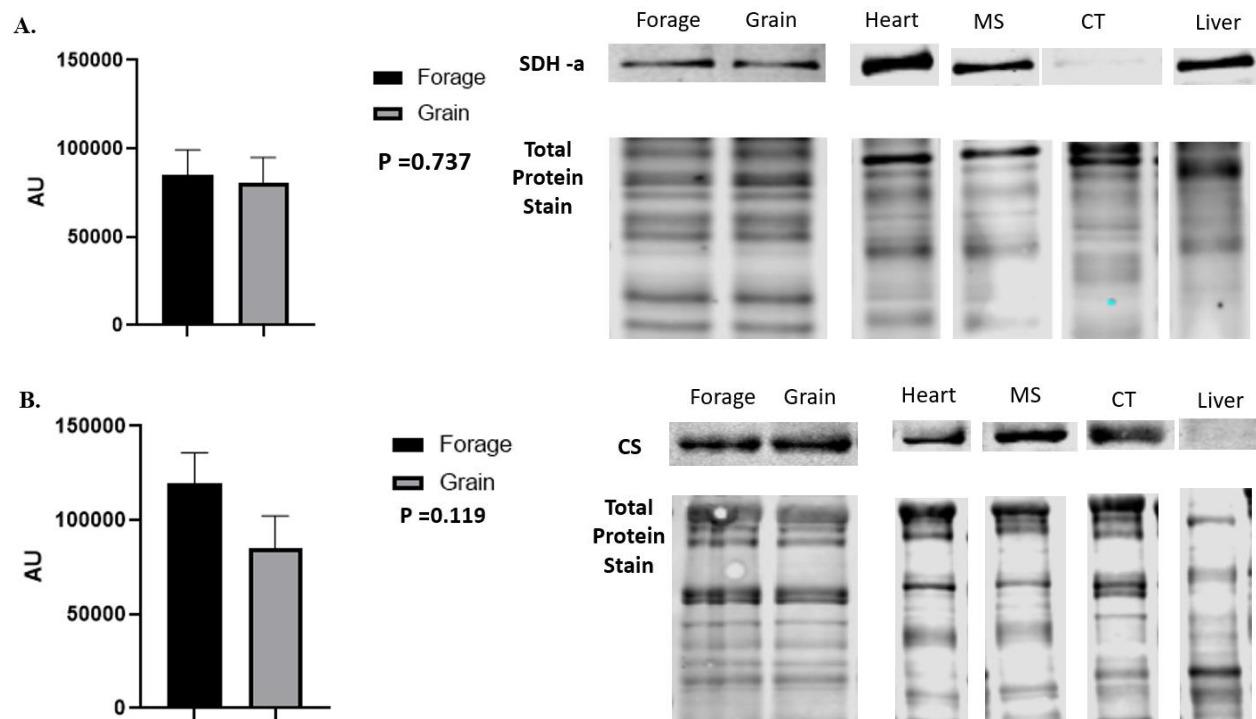 A.
150000
100000
50000
0
AU
Forage
Grain
P =0.737
Forage Grain Heart MS CT Liver
SDH -a
Total
Protein
Stain
B.
150000
100000
50000
0
AU
Forage
Grain
P =0.119
Forage Grain Heart MS CT Liver
CS
Total
Protein
Stain